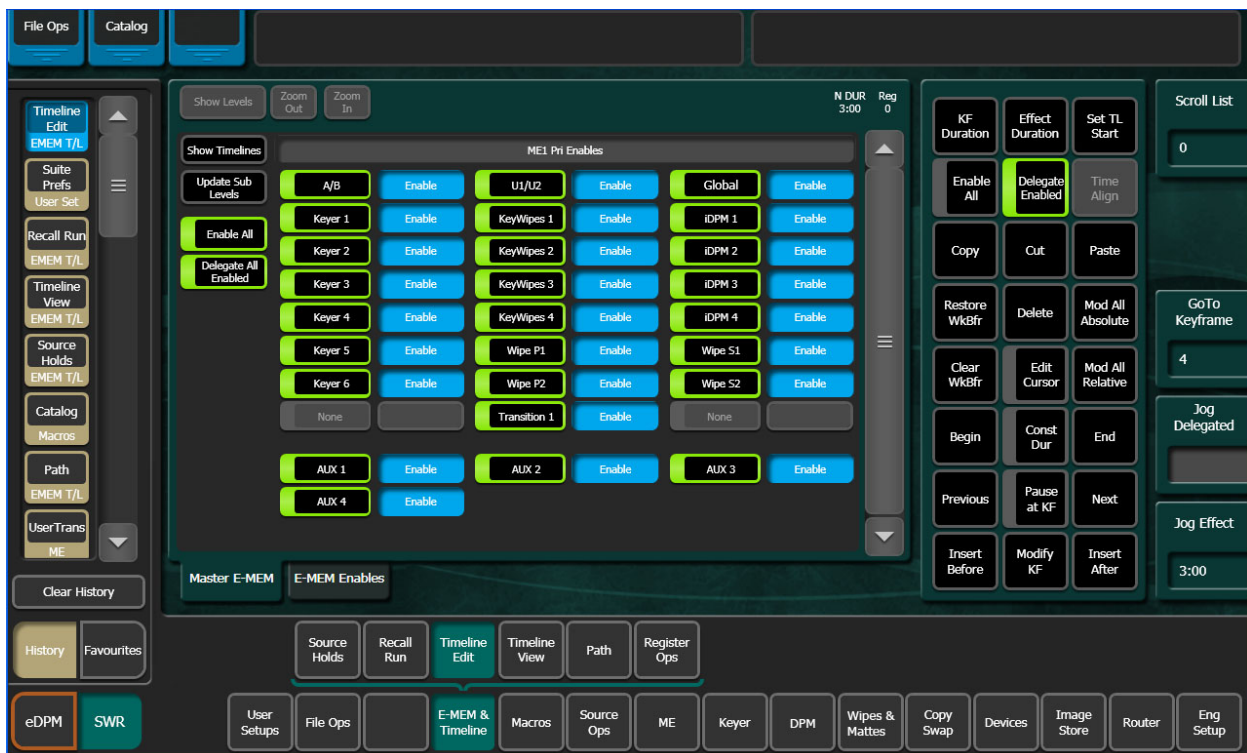 File Ops
Catalog
Timeline
Edit
EMEM T/L
Suite
Prefs
User Set
Recall Run
EMEM T/L
Timeline
View
EMEM T/L
Source
Holds
EMEM T/L
Catalog
Macros
Path
EMEM T/L
UserTrans
ME
Clear History
History
Favourites
eDPM
SWR
Show Levels
Zoom
Out
Zoom
In
N DUR
3:00
Reg
0
Show Timelines
ME1 Pri Enables
Update Sub
Levels
Enable All
Delegate All
Enabled
A/B Enable U1/U2 Enable Global Enable
Keyer 1 Enable KeyWipes 1 Enable iDPM 1 Enable
Keyer 2 Enable KeyWipes 2 Enable iDPM 2 Enable
Keyer 3 Enable KeyWipes 3 Enable iDPM 3 Enable
Keyer 4 Enable KeyWipes 4 Enable iDPM 4 Enable
Keyer 5 Enable Wipe P1 Enable Wipe S1 Enable
Keyer 6 Enable Wipe P2 Enable Wipe S2 Enable
None Transition 1 Enable None
AUX 1 Enable AUX 2 Enable AUX 3 Enable
AUX 4 Enable
Master E-MEM
E-MEM Enables
KF
Duration
Effect
Duration
Set TL
Start
Enable
All
Delegate
Enabled
Time
Align
Copy
Cut
Paste
Restore
WkBfr
Delete
Mod All
Absolute
Clear
WkBfr
Edit
Cursor
Mod All
Relative
Begin
Const
Dur
End
Previous
Pause
at KF
Next
Insert
Before
Modify
KF
Insert
After
Scroll List
0
GoTo
Keyframe
4
Jog
Delegated
Jog Effect
3:00
Source
Holds
Recall
Run
Timeline
Edit
Timeline
View
Path
Register
Ops
User
Setups
File Ops
E-MEM &
Timeline
Macros
Source
Ops
ME
Keyer
DPM
Wipes &
Mattes
Copy
Swap
Devices
Image
Store
Router
Eng
Setup